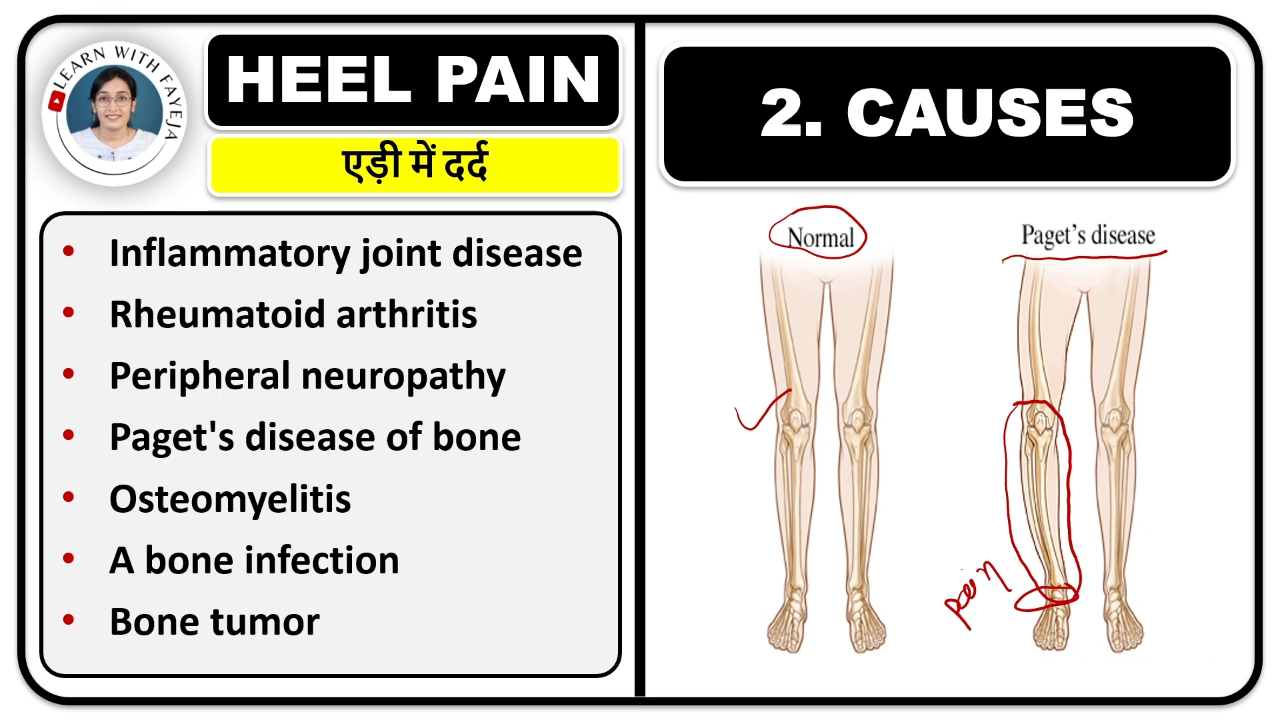 LEARN WITH FAYEJA
HEEL PAIN
एड़ी में दर्द
• Inflammatory joint disease
• Rheumatoid arthritis
• Peripheral neuropathy
• Paget's disease of bone
• Osteomyelitis
• A bone infection
• Bone tumor
2. CAUSES
Normal
Paget's disease
pain